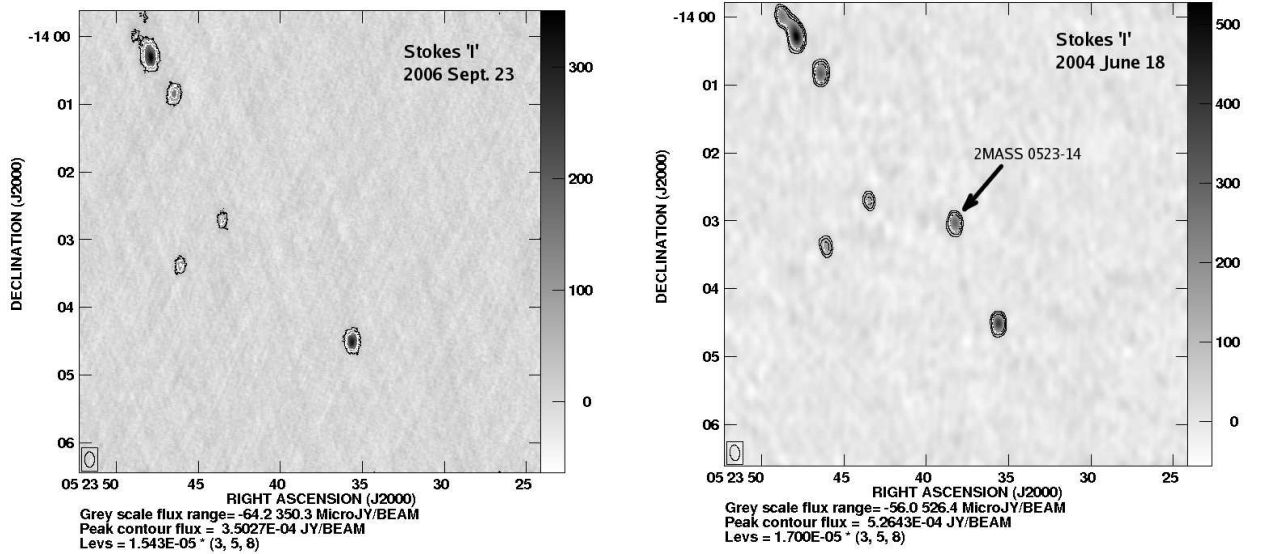 Stokes 'I'
2006 Sept. 23
-14 00
01
02
03
04
05
06
DECLINATION (J2000)
300
200
100
0
05 23 50
45
40
35
30
25
RIGHT ASCENSION (J2000)
Grey scale flux range= -64.2 350.3 MicroJY/BEAM
Peak contour flux = 3.5027E-04 JY/BEAM
Levs = 1.543E-05 * (3, 5, 8)
Stokes 'I'
2004 June 18
2MASS 0523-14
-14 00
01
02
03
04
05
06
DECLINATION (J2000)
500
400
300
200
100
0
05 23 50
45
40
35
30
25
RIGHT ASCENSION (J2000)
Grey scale flux range= -56.0 526.4 MicroJY/BEAM
Peak contour flux = 5.2643E-04 JY/BEAM
Levs = 1.700E-05 * (3, 5, 8)